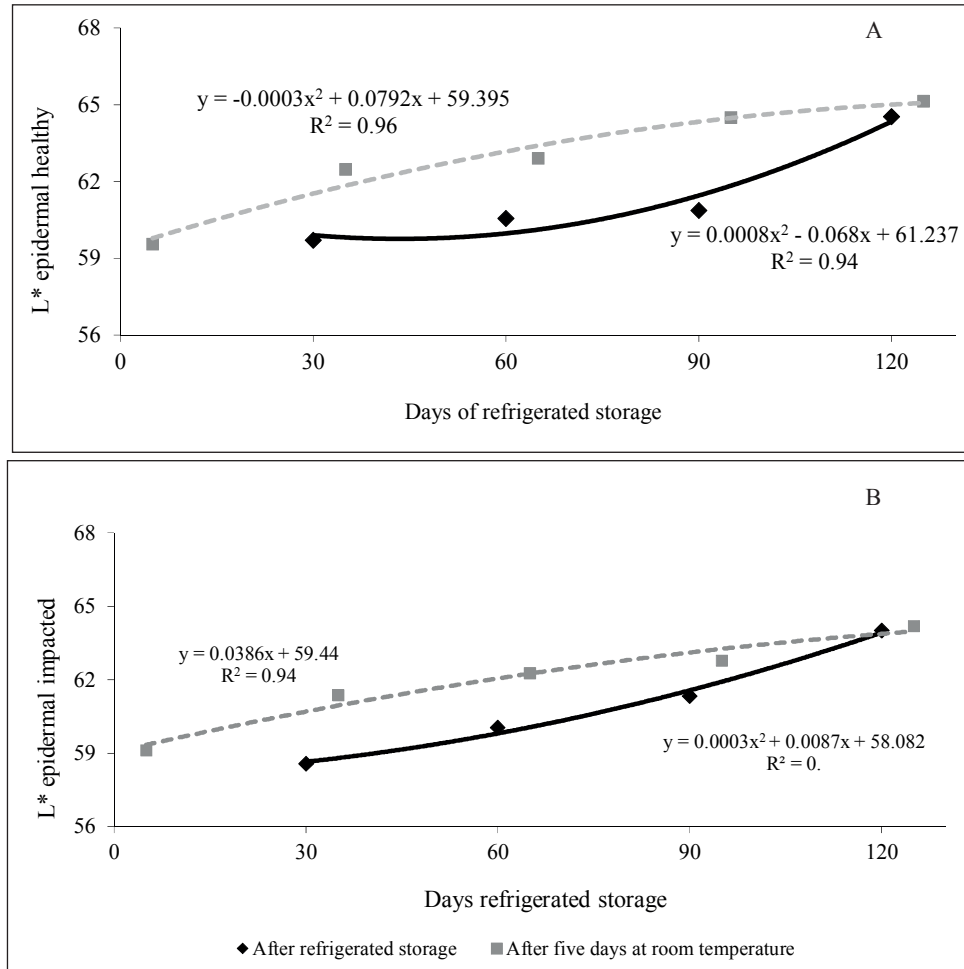 A
68
65
62
59
56
L* epidermal healthy
y = -0.0003x² + 0.0792x + 59.395
R² = 0.96
y = 0.0008x² - 0.068x + 61.237
R² = 0.94
0 30 60 90 120
Days of refrigerated storage
B
68
65
62
59
56
L* epidermal impacted
y = 0.0386x + 59.44
R² = 0.94
y = 0.0003x² + 0.0087x + 58.082
R² = 0.
0 30 60 90 120
Days refrigerated storage
After refrigerated storage After five days at room temperature